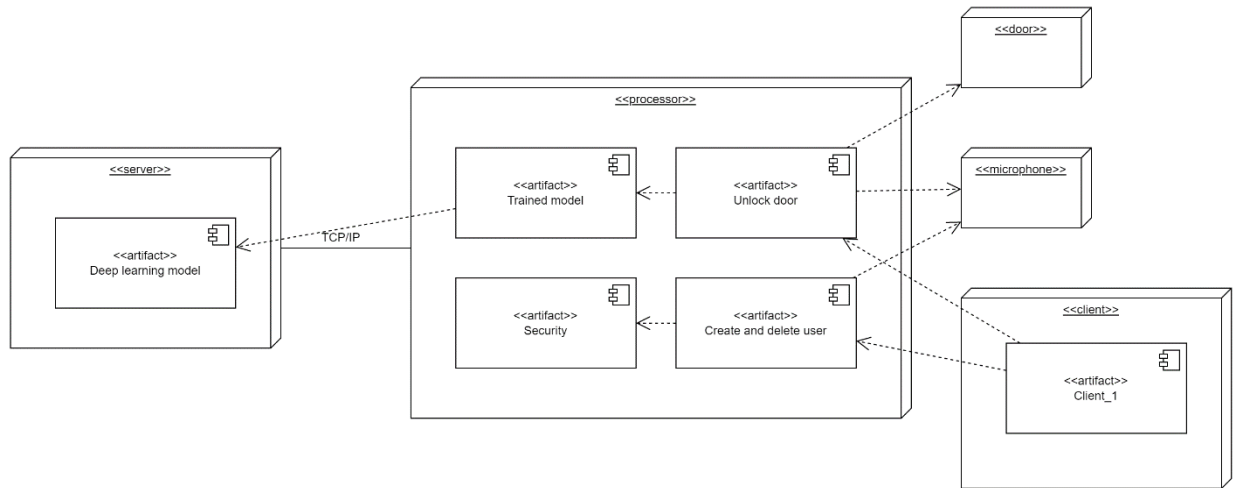 <<door>>
<<processor>>
<<server>>
<<microphone>>
<<artifact>>
Trained model
<<artifact>>
Unlock door
TCP/IP
<<artifact>>
Deep learning model
<<artifact>>
Security
<<artifact>>
Create and delete user
<<client>>
<<artifact>>
Client_1